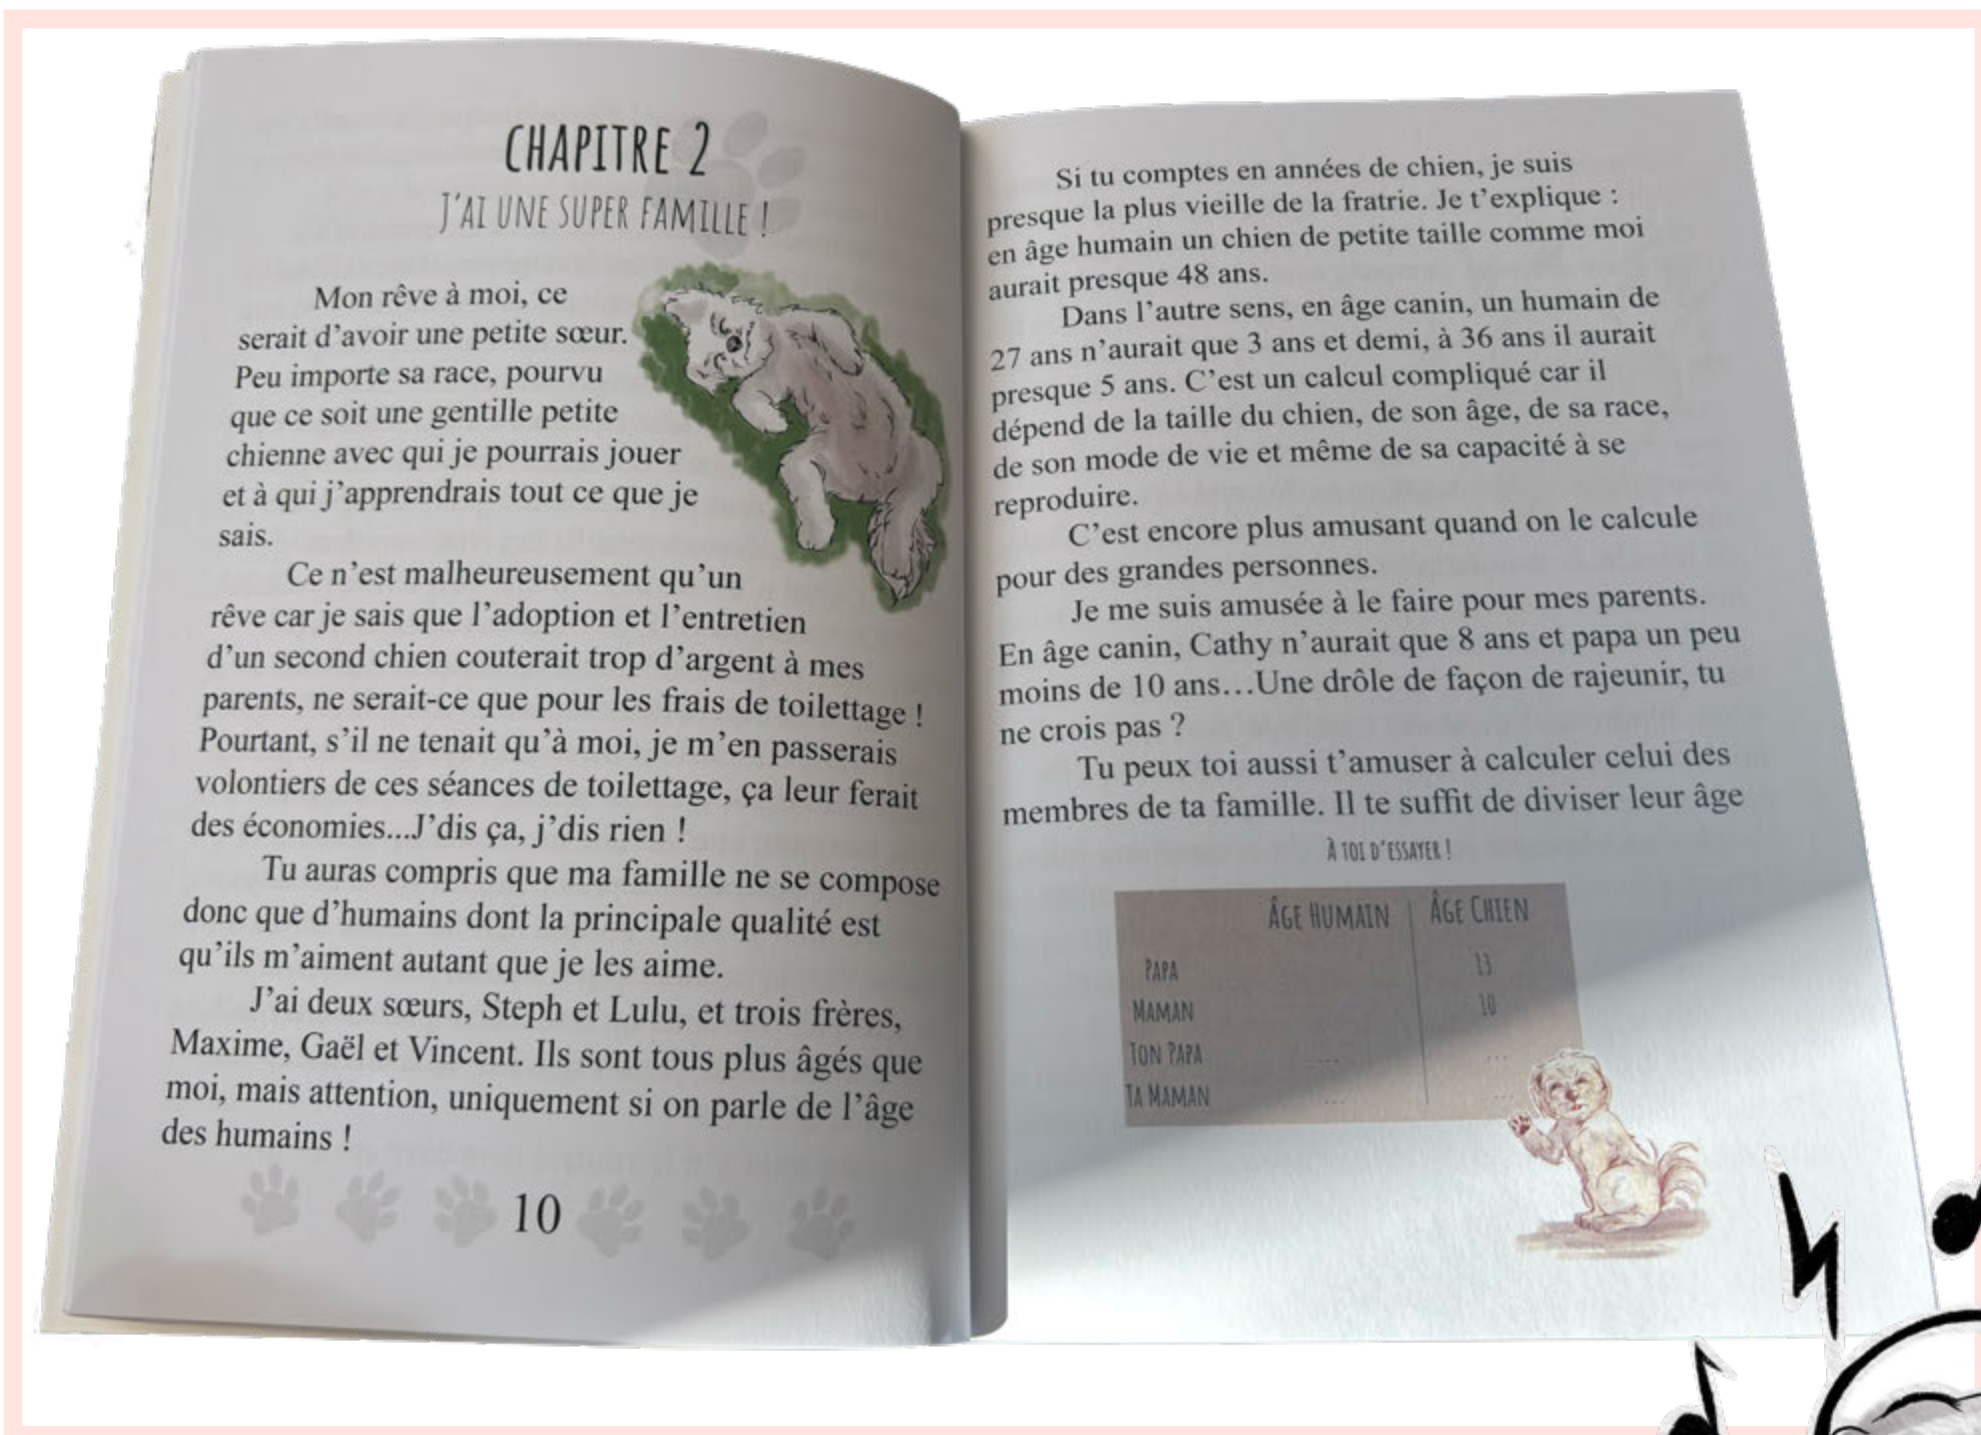 CHAPITRE 2
J'AI UNE SUPER FAMILLE !
Mon rêve à moi, ce
serait d'avoir une petite sœur.
Peu importe sa race, pourvu
que ce soit une gentille petite
chienne avec qui je pourrais jouer
et à qui j'apprendrais tout ce que je
sais.
Ce n'est malheureusement qu'un
rêve car je sais que l'adoption et l'entretien
d'un second chien couterait trop d'argent à mes
parents, ne serait-ce que pour les frais de toilettage !
Pourtant, s'il ne tenait qu'à moi, je m'en passerais
volontiers de ces séances de toilettage, ça leur ferait
des économies...J'dis ça, j'dis rien !
Tu auras compris que ma famille ne se compose
donc que d'humains dont la principale qualité est
qu'ils m'aiment autant que je les aime.
J'ai deux sœurs, Steph et Lulu, et trois frères,
Maxime, Gaël et Vincent. Ils sont tous plus âgés que
moi, mais attention, uniquement si on parle de l'âge
des humains !
10
Si tu comptes en années de chien, je suis
presque la plus vieille de la fratrie. Je t'explique :
en âge humain un chien de petite taille comme moi
aurait presque 48 ans.
Dans l'autre sens, en âge canin, un humain de
27 ans n'aurait que 3 ans et demi, à 36 ans il aurait
presque 5 ans. C'est un calcul compliqué car il
dépend de la taille du chien, de son âge, de sa race,
de son mode de vie et même de sa capacité à se
reproduire.
C'est encore plus amusant quand on le calcule
pour des grandes personnes.
Je me suis amusée à le faire pour mes parents.
En âge canin, Cathy n'aurait que 8 ans et papa un peu
moins de 10 ans…Une drôle de façon de rajeunir, tu
ne crois pas ?
Tu peux toi aussi t'amuser à calculer celui des
membres de ta famille. Il te suffit de diviser leur âge
À TOI D'ESSAYER !
ÂGE HUMAIN ÂGE CHIEN
PAPA 13
MAMAN 10
TON PAPA ... ...
TA MAMAN ... ...